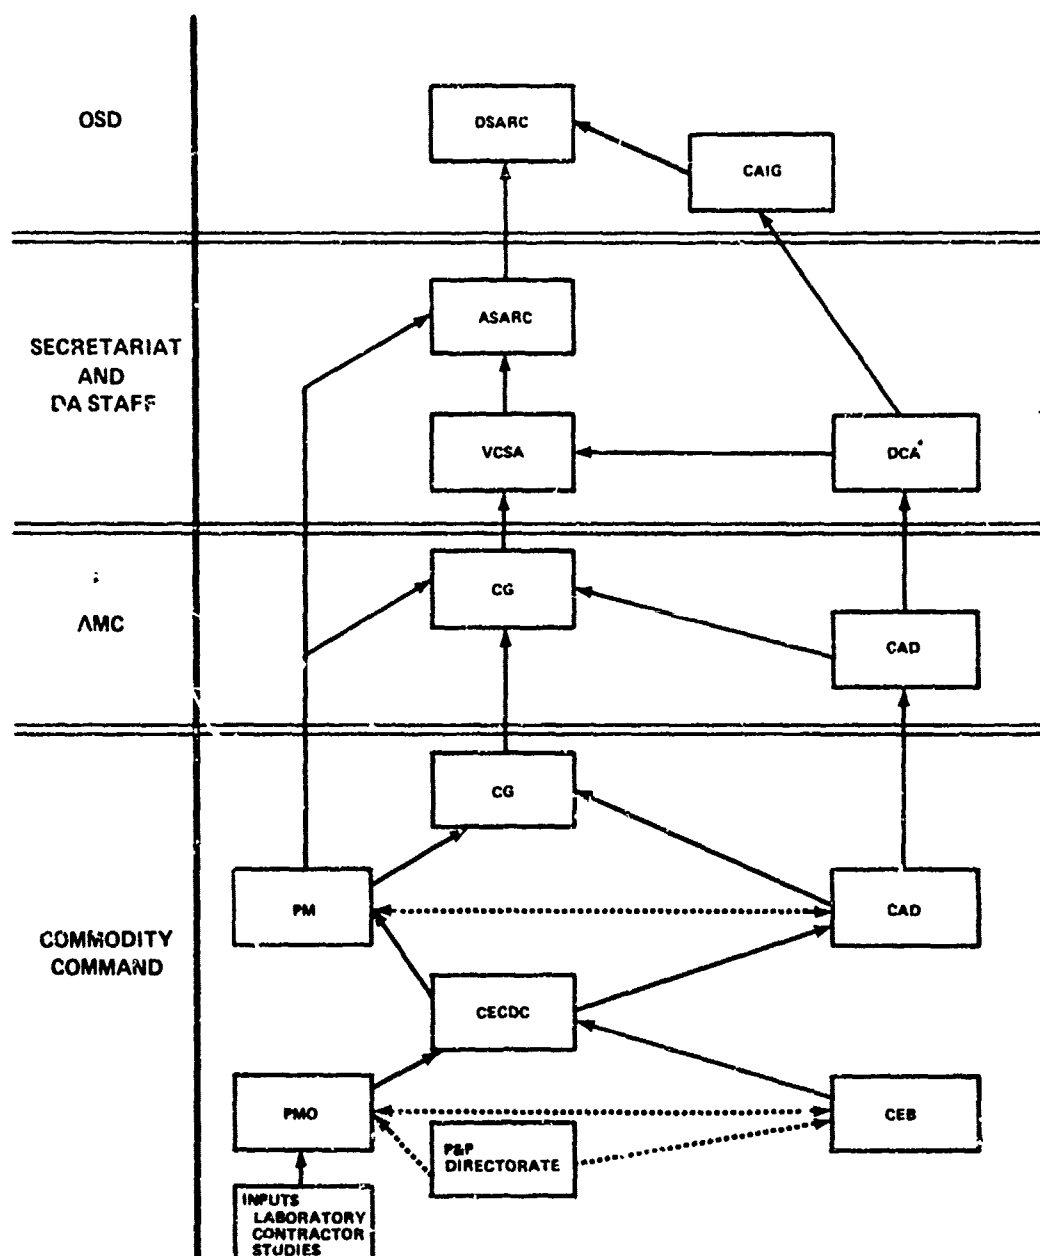 OSD
DSARC
CAIG
SECRETARIAT
AND
DA STAFF
ASARC
VCSA
DCA*
AMC
CG
CAD
COMMODITY
COMMAND
CG
PM
CAD
CECDC
PMO
CEB
P&P
DIRECTORATE
INPUTS
LABORATORY
CONTRACTOR
STUDIES